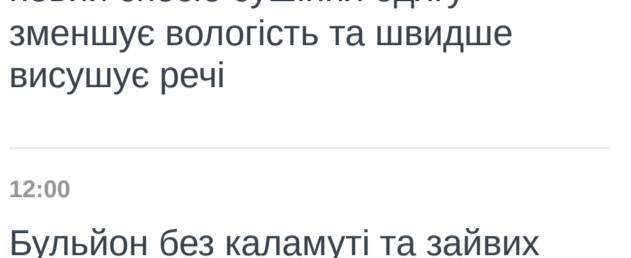 зменшує вологість та швидше
висушує речі
12:00
Бульйон без каламуті та зайвих